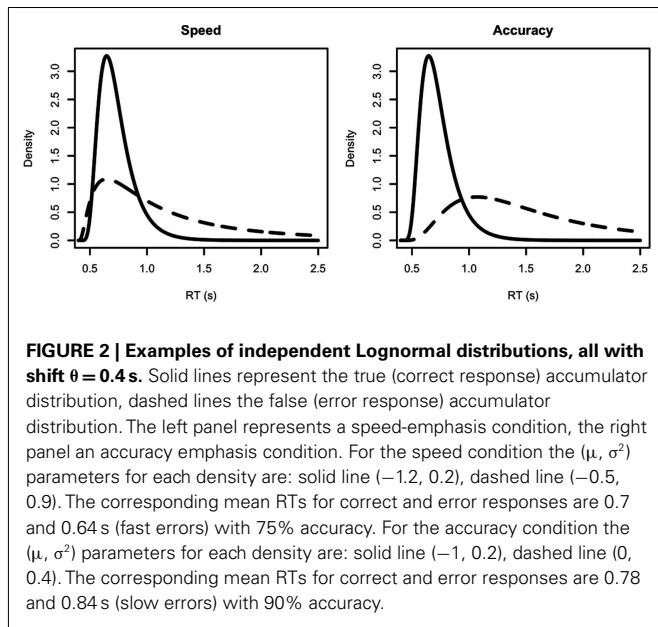 Speed
Accuracy
Density
0.0 0.5 1.0 1.5 2.0 2.5 3.0
0.5 1.0 1.5 2.0 2.5
RT (s)
Density
0.0 0.5 1.0 1.5 2.0 2.5 3.0
0.5 1.0 1.5 2.0 2.5
RT (s)
FIGURE 2 | Examples of independent Lognormal distributions, all with
shift θ = 0.4 s. Solid lines represent the true (correct response) accumulator
distribution, dashed lines the false (error response) accumulator
distribution. The left panel represents a speed-emphasis condition, the right
panel an accuracy emphasis condition. For the speed condition the (μ, σ²)
parameters for each density are: solid line (−1.2, 0.2), dashed line (−0.5,
0.9). The corresponding mean RTs for correct and error responses are 0.7
and 0.64 s (fast errors) with 75% accuracy. For the accuracy condition the
(μ, σ²) parameters for each density are: solid line (−1, 0.2), dashed line (0,
0.4). The corresponding mean RTs for correct and error responses are 0.78
and 0.84 s (slow errors) with 90% accuracy.